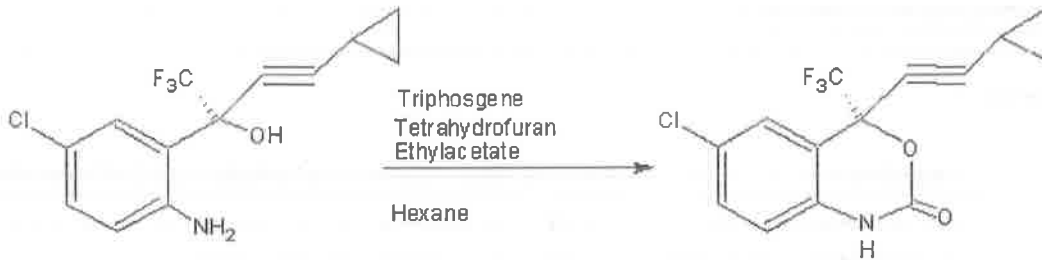 F3C
Cl
OH
NH2
Triphosgene
Tetrahydrofuran
Ethylacetate
Hexane
F3C
Cl
O
O
N
H